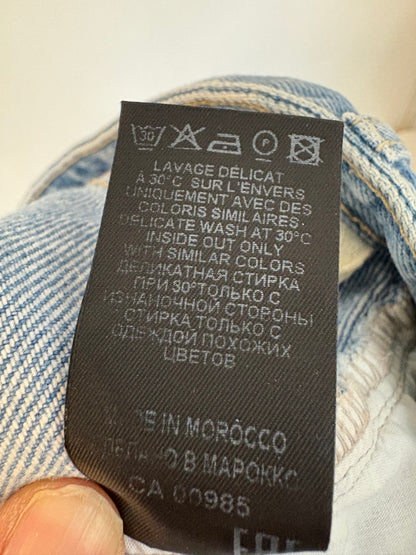 30 P
LAVAGE DÉLICAT
A 30°C SUR L'ENVERS
UNIQUEMENT AVEC DES
COLORIS SIMILAIRES
DELICATE WASH AT 30°C
INSIDE OUT ONLY
WITH SIMILAR COLORS
ДЕЛИКАТНАЯ СТИРКА
ПРИ 30° ТОЛЬКО С
ИЗНАНОЧНОЙ СТОРОНЫ
СТИРКА ТОЛЬКО С
ОДЕЖДОЙ ПОХОЖИХ
ЦВЕТОВ
IN MOROCCO
В МАРОККО
CA 00985